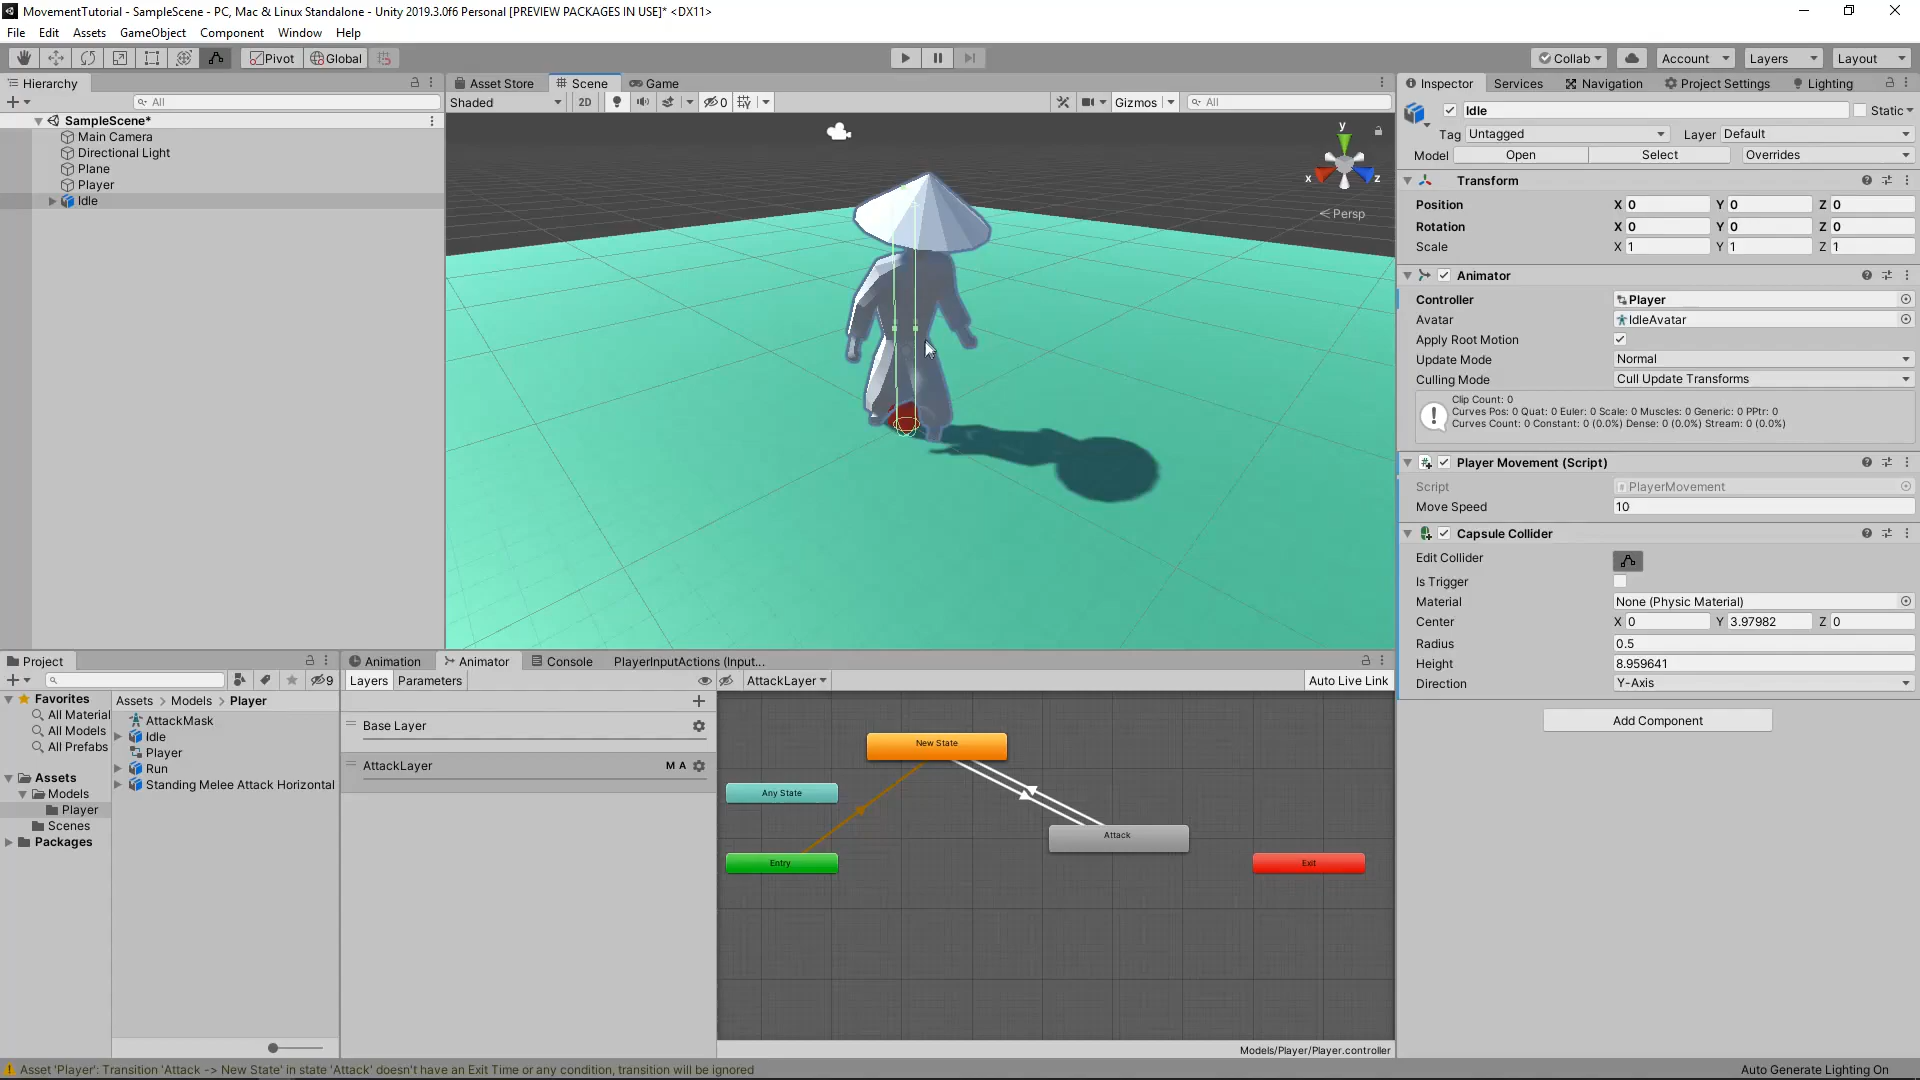 MovementTutorial - SampleScene - PC, Mac & Linux Standalone - Unity 2019.3.0f6 Personal [PREVIEW PACKAGES IN USE]* <DX11>
File Edit Assets GameObject Component Window Help
Pivot Global Collab Account Layers Layout
Hierarchy
All
SampleScene*
Main Camera
Directional Light
Plane
Player
Idle
Asset Store Scene Game
Shaded 2D 0 Gizmos All
y
x z
Persp
Inspector Services Navigation Project Settings Lighting
Idle Static
Tag Untagged Layer Default
Model Open Select Overrides
Transform
Position X 0 Y 0 Z 0
Rotation X 0 Y 0 Z 0
Scale X 1 Y 1 Z 1
Animator
Controller Player
Avatar IdleAvatar
Apply Root Motion
Update Mode Normal
Culling Mode Cull Update Transforms
Clip Count: 0
Curves Pos: 0 Quat: 0 Euler: 0 Scale: 0 Muscles: 0 Generic: 0 PPtr: 0
Curves Count: 0 Constant: 0 (0.0%) Dense: 0 (0.0%) Stream: 0 (0.0%)
Player Movement (Script)
Script PlayerMovement
Move Speed 10
Capsule Collider
Edit Collider
Is Trigger
Material None (Physic Material)
Center X 0 Y 3.97982 Z 0
Radius 0.5
Height 8.959641
Direction Y-Axis
Add Component
Project
9
Favorites
All Material
All Models
All Prefabs
Assets
Models
Player
Scenes
Packages
Assets > Models > Player
AttackMask
Idle
Player
Run
Standing Melee Attack Horizontal
Animation Animator Console PlayerInputActions (Input...
Layers Parameters AttackLayer Auto Live Link
Base Layer
AttackLayer M A
New State
Any State
Attack
Entry
Exit
Models/Player/Player.controller
Asset 'Player': Transition 'Attack -> New State' in state 'Attack' doesn't have an Exit Time or any condition, transition will be ignored
Auto Generate Lighting On